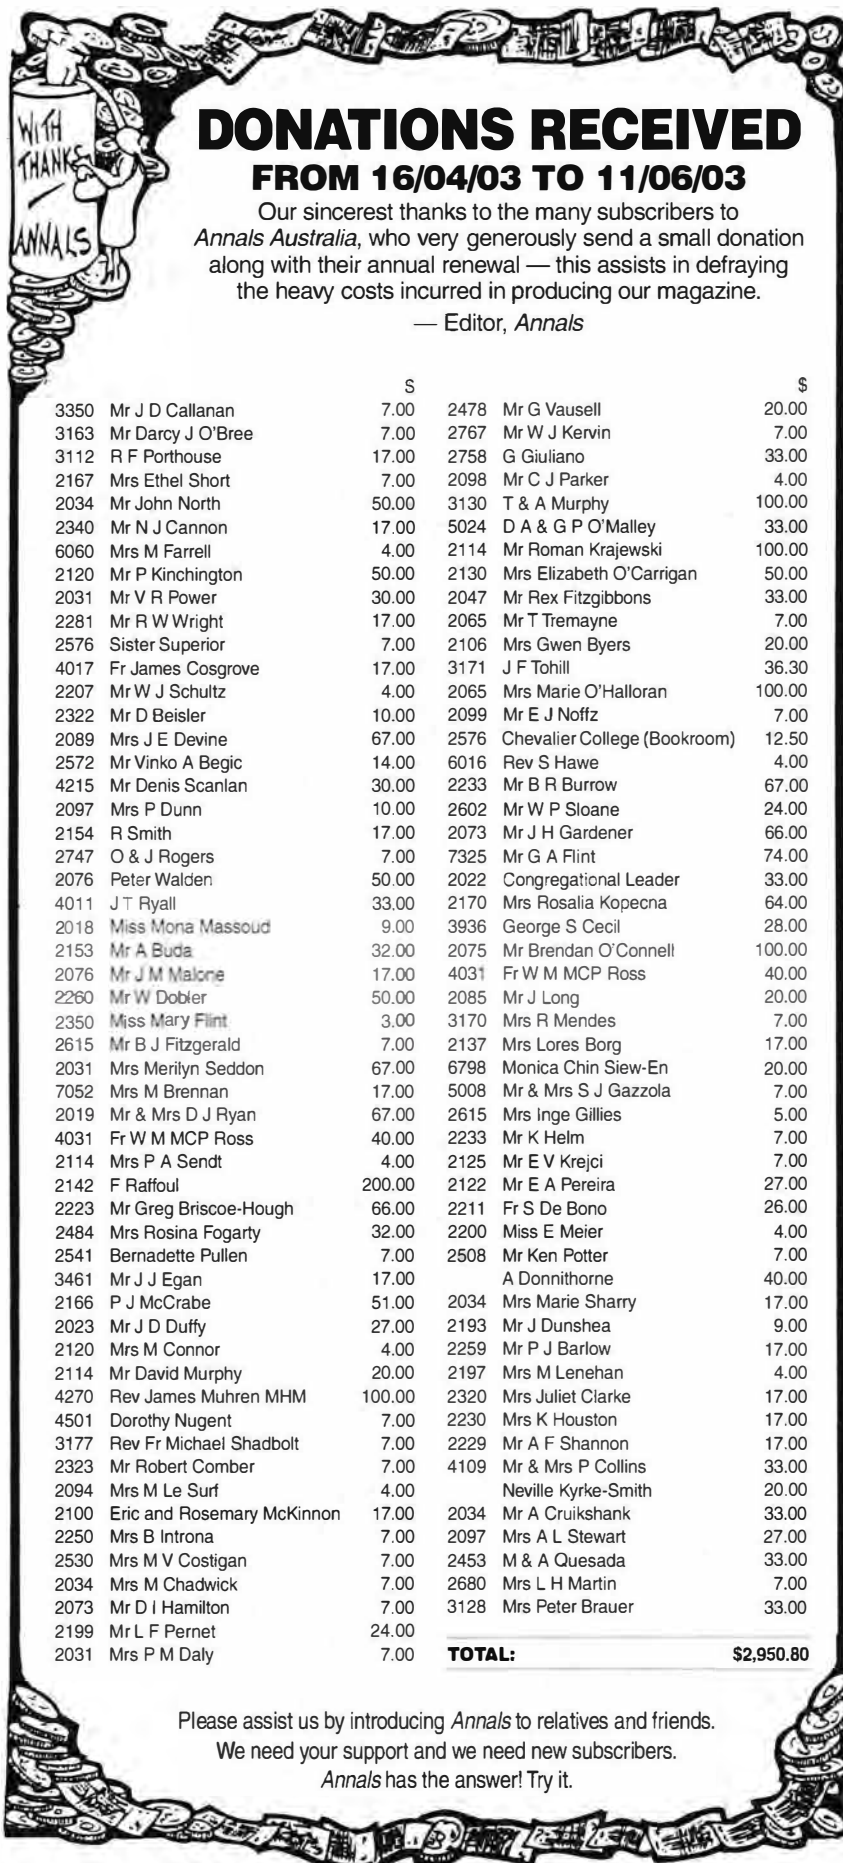 WITH
THANKS
ANNALS
DONATIONS RECEIVED
FROM 16/04/03 TO 11/06/03
Our sincerest thanks to the many subscribers to
Annals Australia, who very generously send a small donation
along with their annual renewal — this assists in defraying
the heavy costs incurred in producing our magazine.
— Editor, Annals
S
3350 Mr J D Callanan 7.00
3163 Mr Darcy J O'Bree 7.00
3112 R F Porthouse 17.00
2167 Mrs Ethel Short 7.00
2034 Mr John North 50.00
2340 Mr N J Cannon 17.00
6060 Mrs M Farrell 4.00
2120 Mr P Kinchington 50.00
2031 Mr V R Power 30.00
2281 Mr R W Wright 17.00
2576 Sister Superior 7.00
4017 Fr James Cosgrove 17.00
2207 Mr W J Schultz 4.00
2322 Mr D Beisler 10.00
2089 Mrs J E Devine 67.00
2572 Mr Vinko A Begic 14.00
4215 Mr Denis Scanlan 30.00
2097 Mrs P Dunn 10.00
2154 R Smith 17.00
2747 O & J Rogers 7.00
2076 Peter Walden 50.00
4011 J T Ryall 33.00
2018 Miss Mona Massoud 9.00
2153 Mr A Buda 32.00
2076 Mr J M Malone 17.00
2260 Mr W Dobler 50.00
2350 Miss Mary Flint 3.00
2615 Mr B J Fitzgerald 7.00
2031 Mrs Merilyn Seddon 67.00
7052 Mrs M Brennan 17.00
2019 Mr & Mrs D J Ryan 67.00
4031 Fr W M MCP Ross 40.00
2114 Mrs P A Sendt 4.00
2142 F Raffoul 200.00
2223 Mr Greg Briscoe-Hough 66.00
2484 Mrs Rosina Fogarty 32.00
2541 Bernadette Pullen 7.00
3461 Mr J J Egan 17.00
2166 P J McCrabe 51.00
2023 Mr J D Duffy 27.00
2120 Mrs M Connor 4.00
2114 Mr David Murphy 20.00
4270 Rev James Muhren MHM 100.00
4501 Dorothy Nugent 7.00
3177 Rev Fr Michael Shadbolt 7.00
2323 Mr Robert Comber 7.00
2094 Mrs M Le Surf 4.00
2100 Eric and Rosemary McKinnon 17.00
2250 Mrs B Introna 7.00
2530 Mrs M V Costigan 7.00
2034 Mrs M Chadwick 7.00
2073 Mr D I Hamilton 7.00
2199 Mr L F Pernet 24.00
2031 Mrs P M Daly 7.00
$
2478 Mr G Vausell 20.00
2767 Mr W J Kervin 7.00
2758 G Giuliano 33.00
2098 Mr C J Parker 4.00
3130 T & A Murphy 100.00
5024 D A & G P O'Malley 33.00
2114 Mr Roman Krajewski 100.00
2130 Mrs Elizabeth O'Carrigan 50.00
2047 Mr Rex Fitzgibbons 33.00
2065 Mr T Tremayne 7.00
2106 Mrs Gwen Byers 20.00
3171 J F Tohill 36.30
2065 Mrs Marie O'Halloran 100.00
2099 Mr E J Noffz 7.00
2576 Chevalier College (Bookroom) 12.50
6016 Rev S Hawe 4.00
2233 Mr B R Burrow 67.00
2602 Mr W P Sloane 24.00
2073 Mr J H Gardener 66.00
7325 Mr G A Flint 74.00
2022 Congregational Leader 33.00
2170 Mrs Rosalia Kopecna 64.00
3936 George S Cecil 28.00
2075 Mr Brendan O'Connell 100.00
4031 Fr W M MCP Ross 40.00
2085 Mr J Long 20.00
3170 Mrs R Mendes 7.00
2137 Mrs Lores Borg 17.00
6798 Monica Chin Siew-En 20.00
5008 Mr & Mrs S J Gazzola 7.00
2615 Mrs Inge Gillies 5.00
2233 Mr K Helm 7.00
2125 Mr E V Krejci 7.00
2122 Mr E A Pereira 27.00
2211 Fr S De Bono 26.00
2200 Miss E Meier 4.00
2508 Mr Ken Potter 7.00
A Donnithorne 40.00
2034 Mrs Marie Sharry 17.00
2193 Mr J Dunshea 9.00
2259 Mr P J Barlow 17.00
2197 Mrs M Lenehan 4.00
2320 Mrs Juliet Clarke 17.00
2230 Mrs K Houston 17.00
2229 Mr A F Shannon 17.00
4109 Mr & Mrs P Collins 33.00
Neville Kyrke-Smith 20.00
2034 Mr A Cruikshank 33.00
2097 Mrs A L Stewart 27.00
2453 M & A Quesada 33.00
2680 Mrs L H Martin 7.00
3128 Mrs Peter Brauer 33.00
TOTAL: $2,950.80
Please assist us by introducing Annals to relatives and friends.
We need your support and we need new subscribers.
Annals has the answer! Try it.